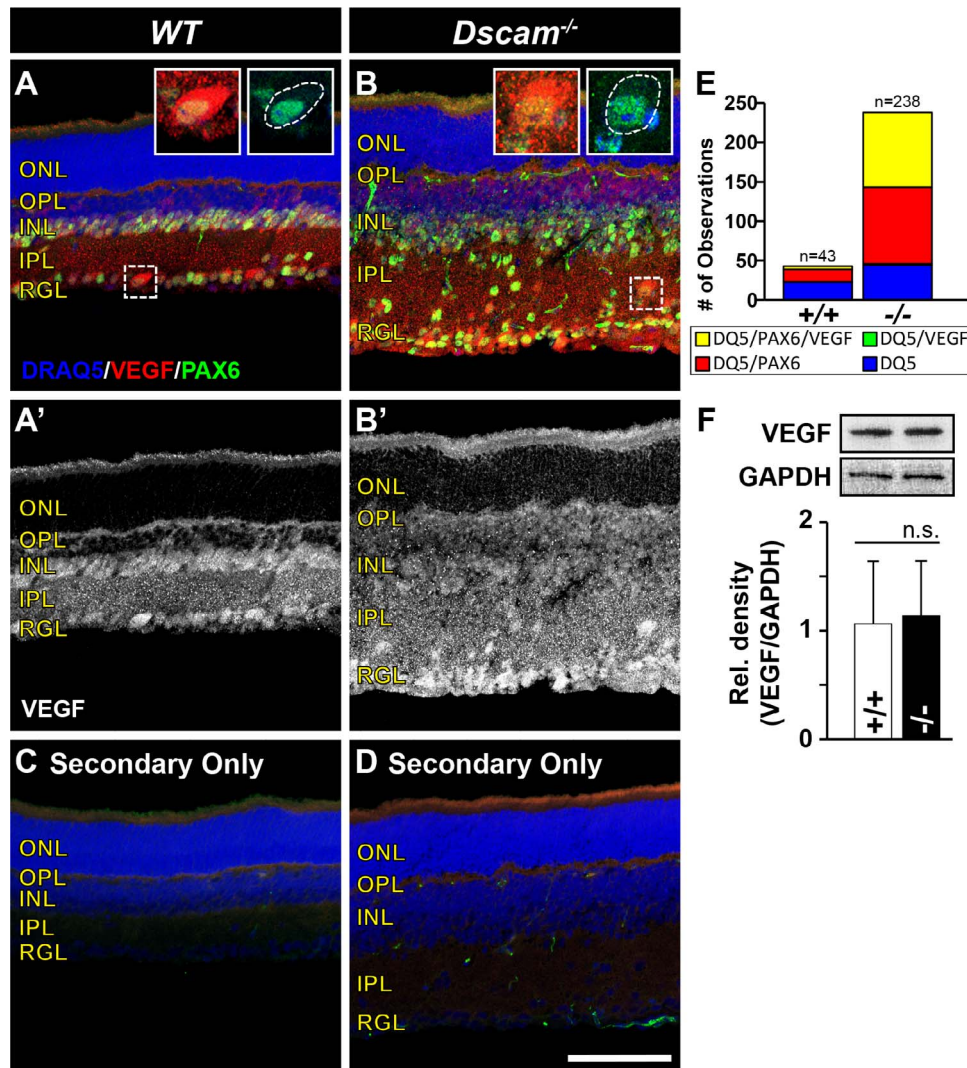 WT
Dscam-/-
A
ONL
OPL
INL
IPL
RGL
DRAQ5/VEGF/PAX6
B
ONL
OPL
INL
IPL
RGL
A'
ONL
OPL
INL
IPL
RGL
VEGF
B'
ONL
OPL
INL
IPL
RGL
C Secondary Only
ONL
OPL
INL
IPL
RGL
D Secondary Only
ONL
OPL
INL
IPL
RGL
E
# of Observations
250
200
150
100
50
0
n=43
n=238
+/+
-/-
DQ5/PAX6/VEGF
DQ5/VEGF
DQ5/PAX6
DQ5
F
VEGF
GAPDH
Rel. density
(VEGF/GAPDH)
2
1
0
n.s.
+/+
-/-